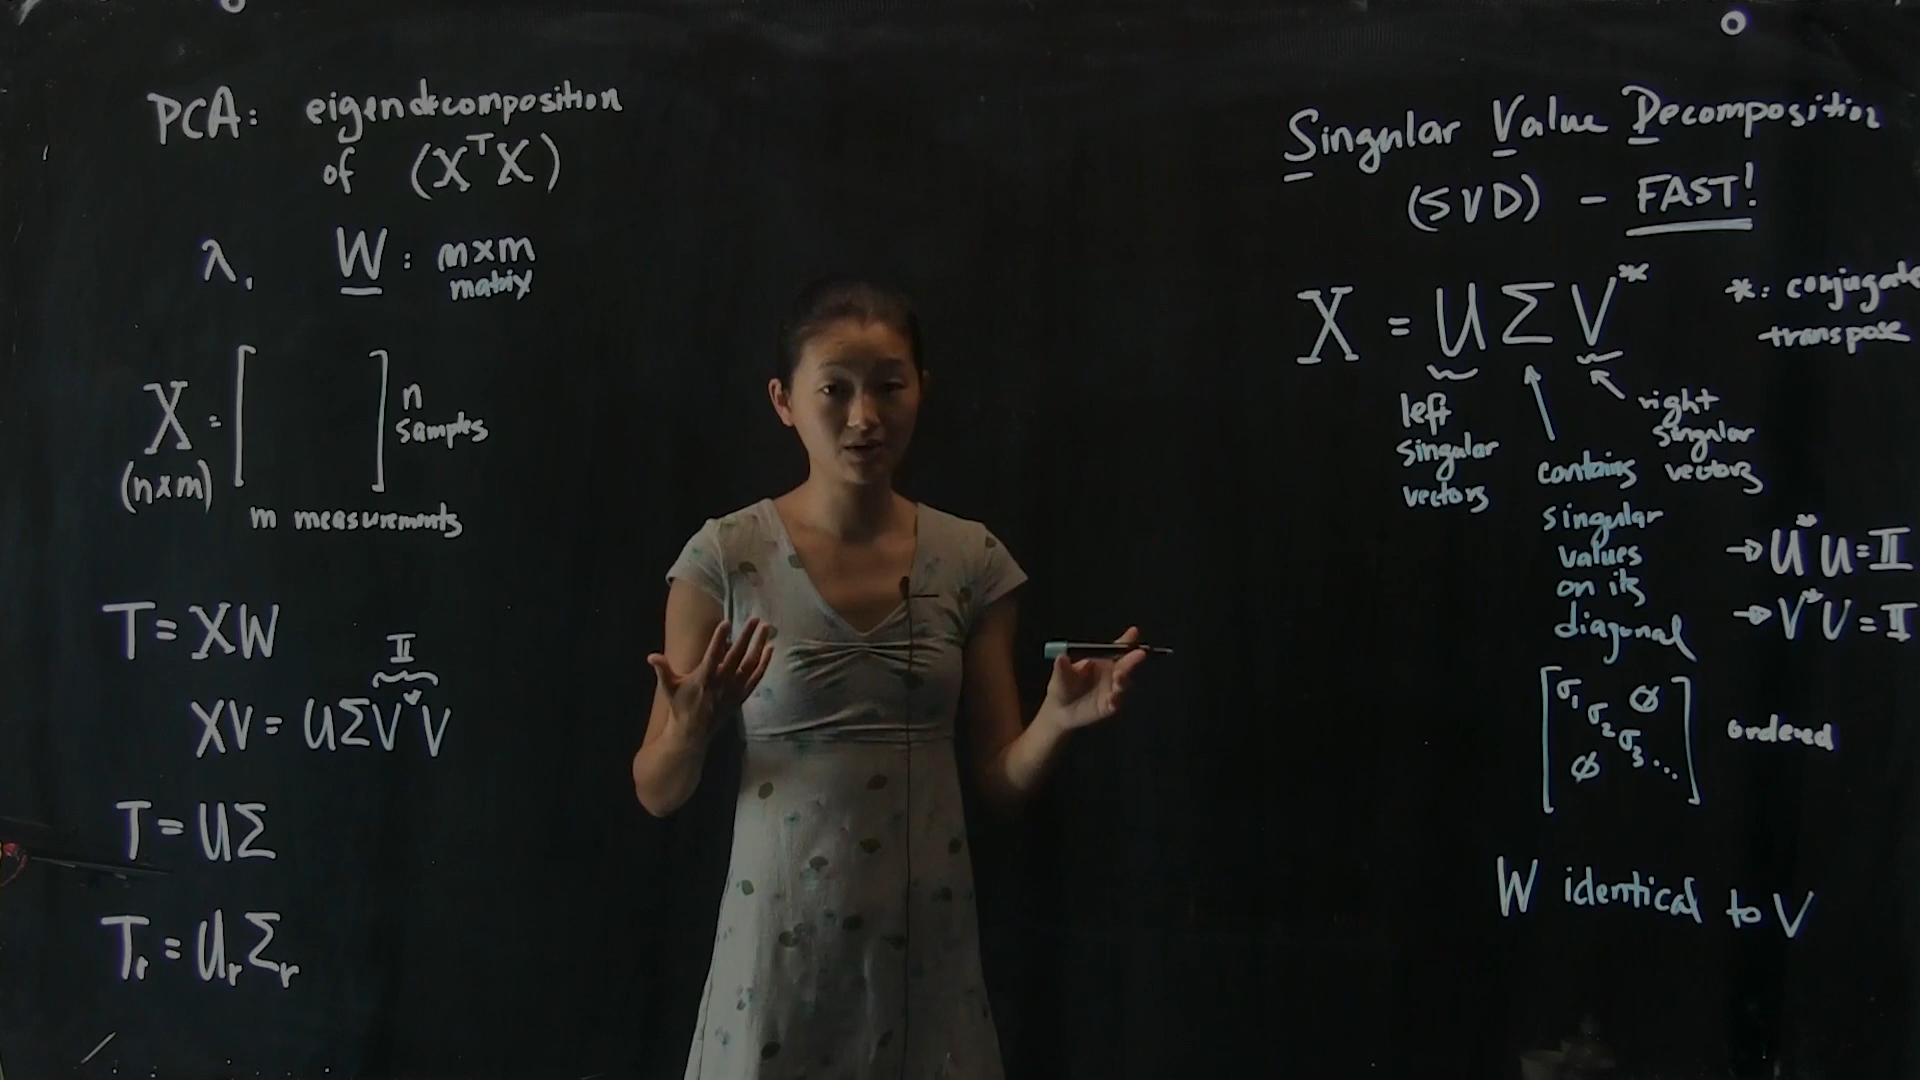 PCA: eigendecomposition
of (XᵀX)
λ, W: m×m
matrix
X = [ ] n
samples
(n×m)
m measurements
T = XW
𝕀
XV = UΣV*V
T = UΣ
Tᵣ = UᵣΣᵣ
Singular Value Decomposition
(SVD) - FAST!
X = UΣV*
*: conjugate
transpose
left
singular
vectors
contains
singular
values
on its
diagonal
right
singular
vectors
→ U*U = 𝕀
→ V*V = 𝕀
σ₁ ∅
σ₂
∅ σ₃ ...
ordered
W identical to V